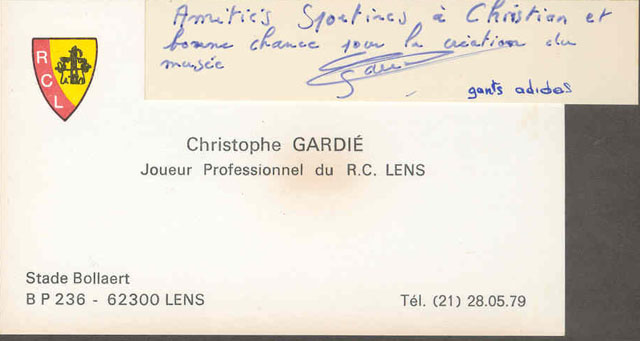 Amitiés Sportives à Christian et
bonne chance pour la création du
musée
gants adidas
RCL
Christophe GARDIÉ
Joueur Professionnel du R.C. LENS
Stade Bollaert
B P 236 - 62300 LENS
Tél. (21) 28.05.79